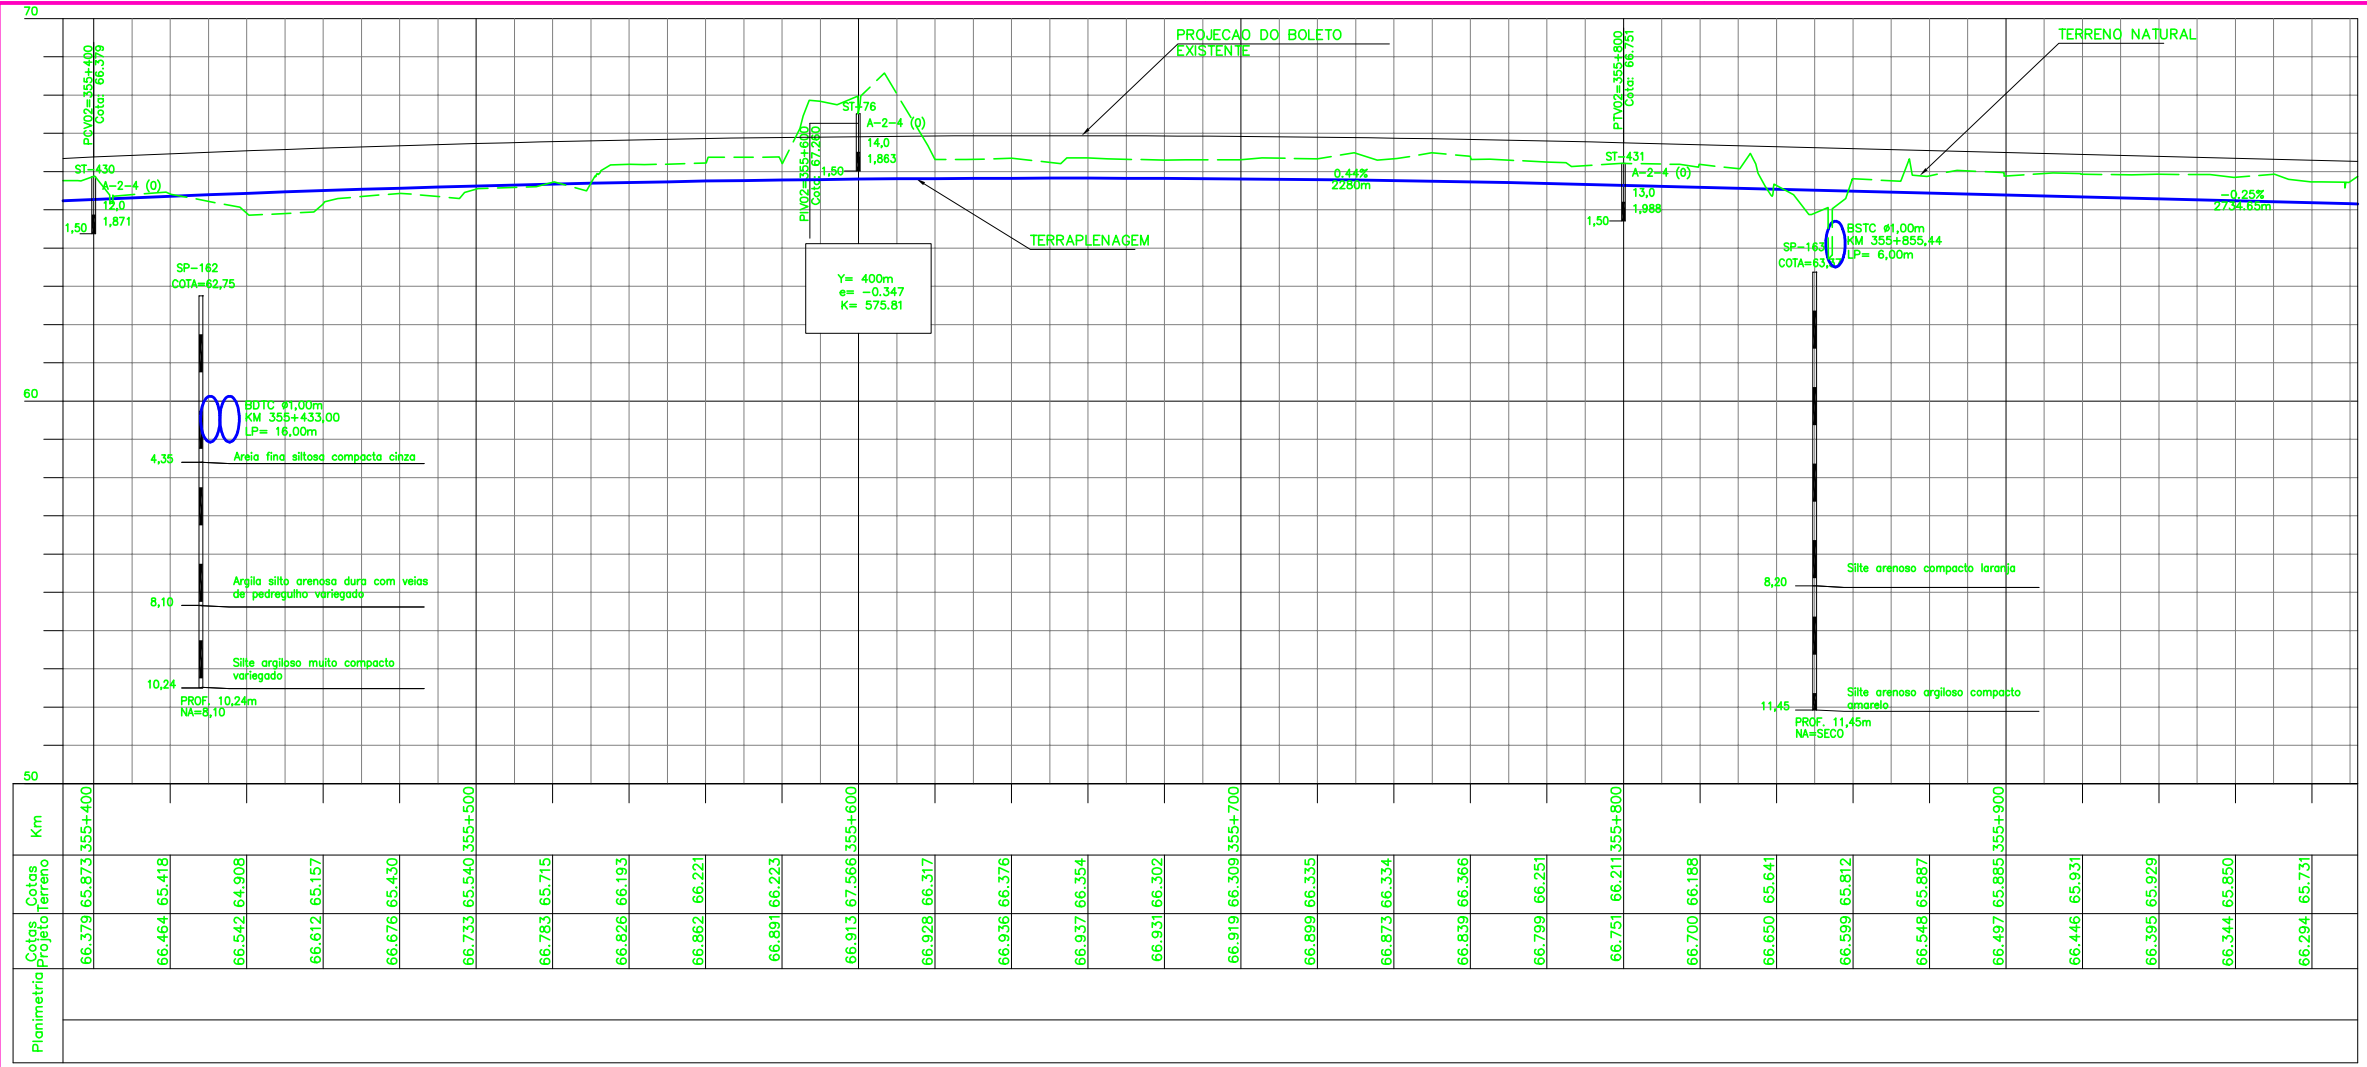 70
PCV02=355+400
Cota: 66.379
PROJECAO DO BOLETO
EXISTENTE
PTV02=355+800
Cota: 66.751
TERRENO NATURAL
ST-430
A-2-4 (0)
12,0
1,871
1,50
ST-76
A-2-4 (0)
14,0
1,863
1,50
PIV02=355+600
Cota: 67.260
0.44%
2280m
ST-431
A-2-4 (0)
13,0
1,988
1,50
-0.25%
2734.65m
TERRAPLENAGEM
Y= 400m
e= -0.347
K= 575.81
SP-162
COTA=62,75
SP-163
BSTC ø1,00m
KM 355+855,44
LP= 6,00m
60
BDTC ø1,00m
KM 355+433,00
LP= 16,00m
4,35
Areia fina siltosa compacta cinza
8,10
Argila silto arenosa dura com veias
de pedregulho variegado
10,24
Silte argiloso muito compacto
variegado
PROF. 10,24m
NA=8,10
8,20
Silte arenoso compacto laranja
11,45
Silte arenoso argiloso compacto
amarelo
PROF. 11,45m
NA=SECO
50
Km
355+400
355+500
355+600
355+700
355+800
355+900
Cotas
Terreno
65.873
65.418
64.908
65.157
65.430
65.540
65.715
66.193
66.221
66.223
67.566
66.317
66.376
66.354
66.302
66.309
66.335
66.334
66.366
66.251
66.211
66.188
65.641
65.812
65.887
65.885
65.931
65.929
65.850
65.731
Cotas
Projeto
66.379
66.464
66.542
66.612
66.676
66.733
66.783
66.826
66.862
66.891
66.913
66.928
66.936
66.937
66.931
66.919
66.899
66.873
66.839
66.799
66.751
66.700
66.650
66.599
66.548
66.497
66.446
66.395
66.344
66.294
Planimetria